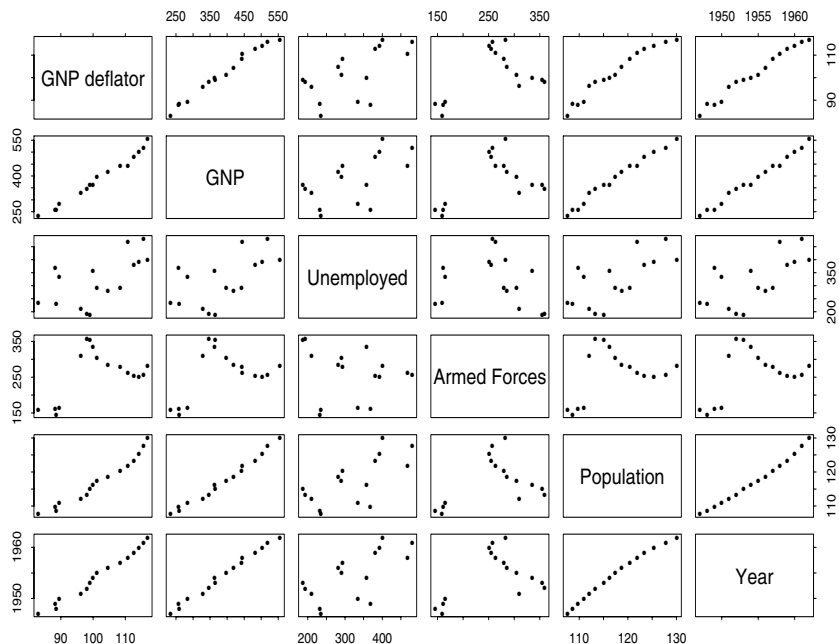 250 350 450 550
150 250 350
1950 1955 1960
GNP deflator
90 110
250 400 550
GNP
Unemployed
200 350
150 250 350
Armed Forces
Population
110 120 130
1950 1960
Year
90 100 110
200 300 400
110 120 130